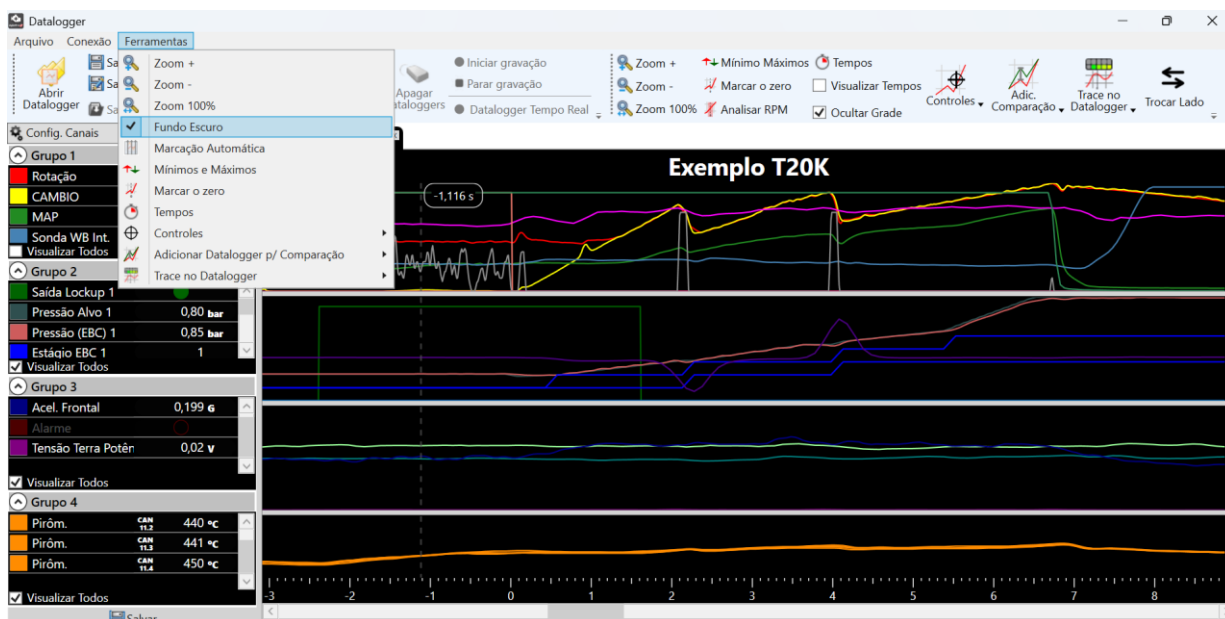 Datalogger
Arquivo Conexão Ferramentas
Abrir
Datalogger
Zoom +
Zoom -
Zoom 100%
Fundo Escuro
Marcação Automática
Mínimos e Máximos
Marcar o zero
Tempos
Controles
Adicionar Datalogger p/ Comparação
Trace no Datalogger
Apagar
Iniciar gravação
Parar gravação
Datalogger Tempo Real
Zoom + Mínimo Máximos Tempos
Zoom - Marcar o zero Visualizar Tempos
Zoom 100% Analisar RPM Ocultar Grade
Controles
Adic.
Comparação
Trace no
Datalogger
Trocar Lado
Config. Canais
Grupo 1
Rotação
CAMBIO
MAP
Sonda WB Int.
Visualizar Todos
Grupo 2
Saída Lockup 1
Pressão Alvo 1 0,80 bar
Pressão (EBC) 1 0,85 bar
Estágio EBC 1 1
Visualizar Todos
Grupo 3
Acel. Frontal 0,199 G
Alarme
Tensão Terra Potên 0,02 V
Visualizar Todos
Grupo 4
Pirôm. CAN 11.2 440 °C
Pirôm. CAN 11.3 441 °C
Pirôm. CAN 11.4 450 °C
Visualizar Todos
Salvar
Exemplo T20K
-1,116 s
-3 -2 -1 0 1 2 3 4 5 6 7 8